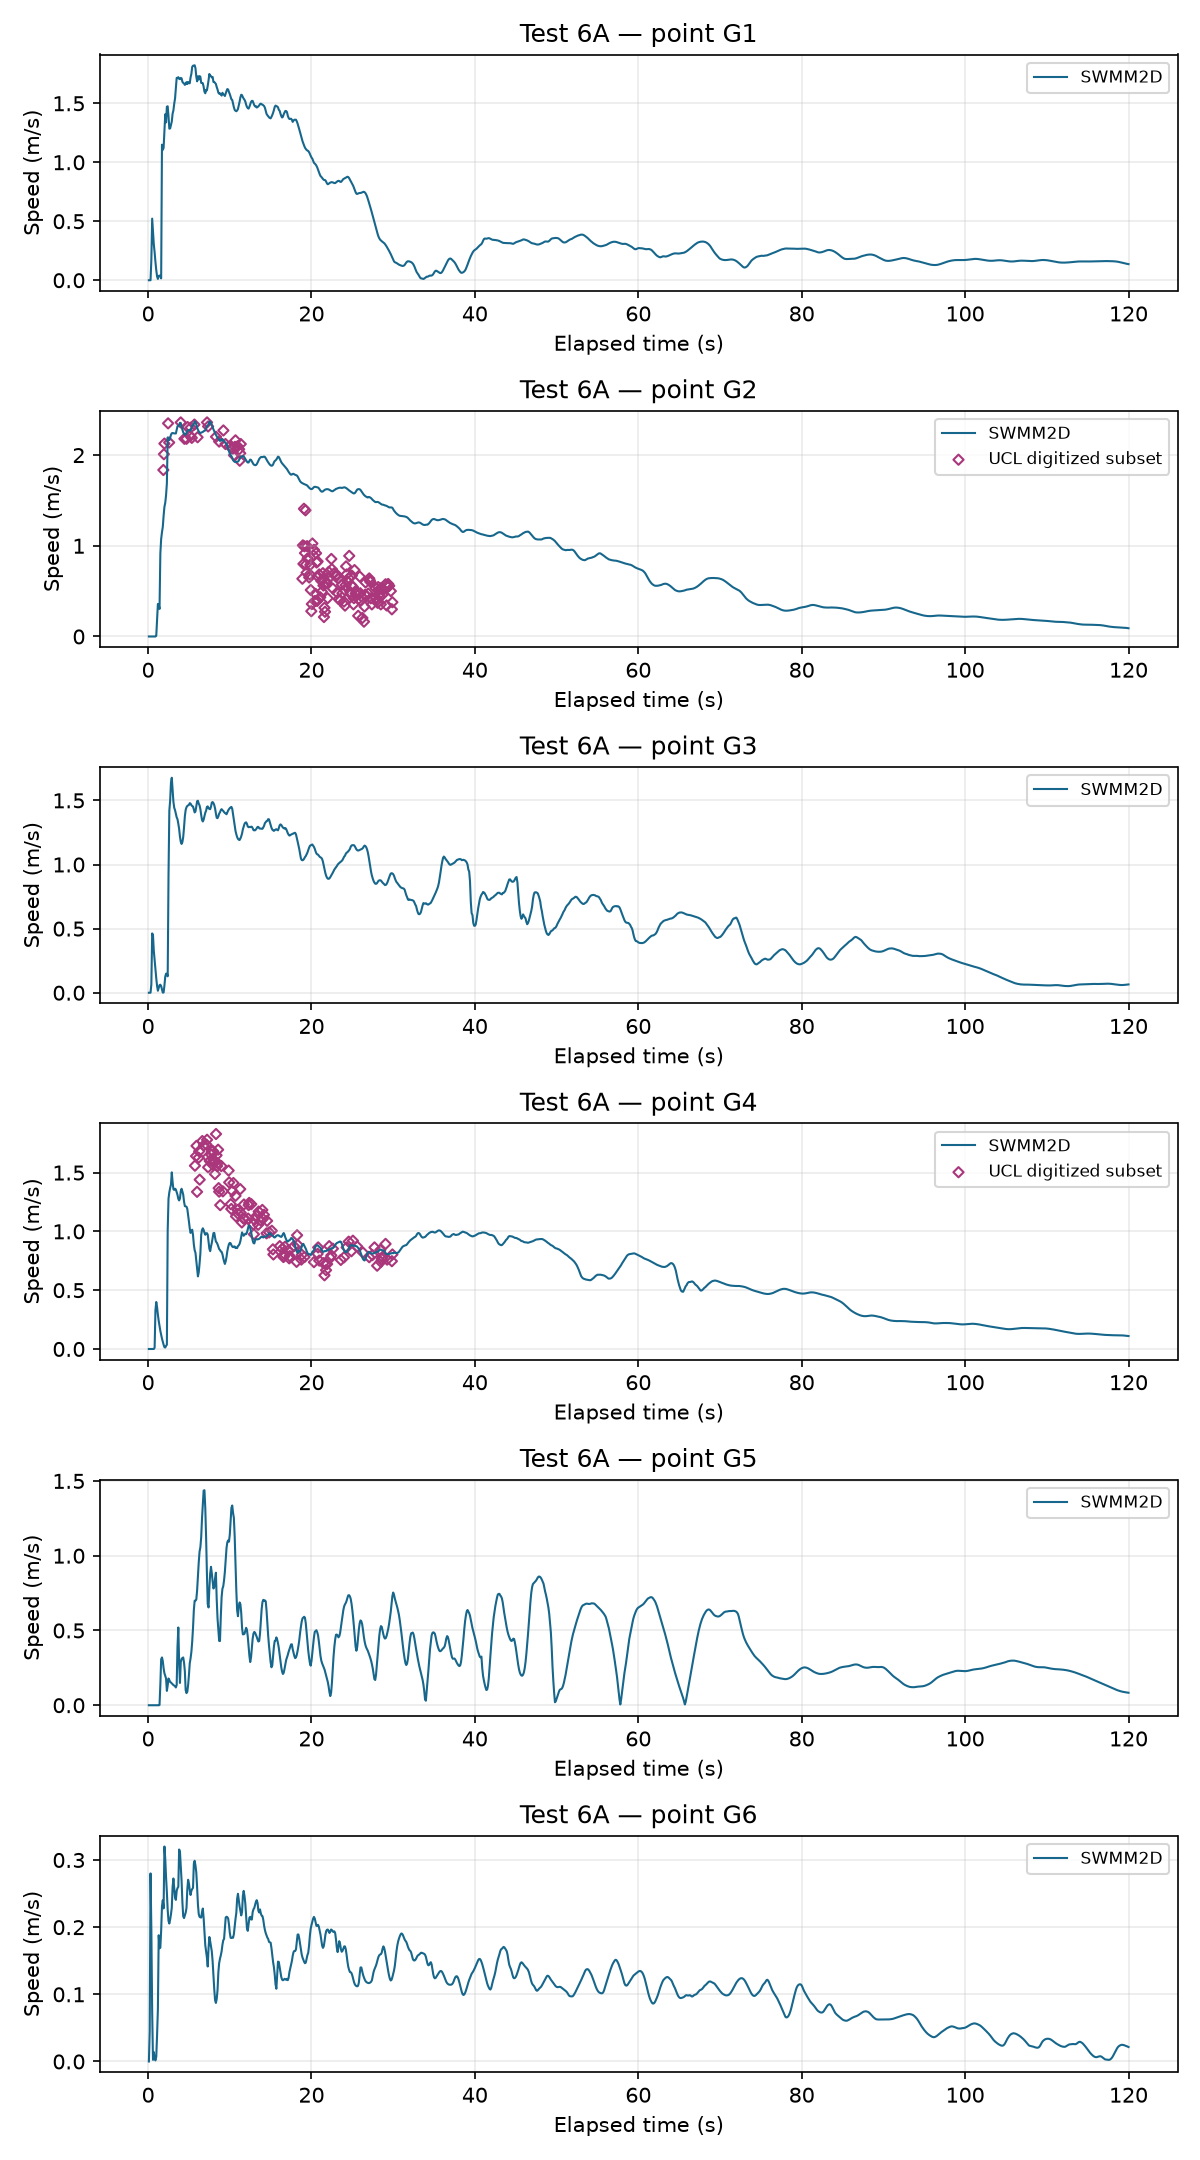 Test 6A — point G1
SWMM2D
Speed (m/s)
1.5
1.0
0.5
0.0
0 20 40 60 80 100 120
Elapsed time (s)
Test 6A — point G2
SWMM2D
UCL digitized subset
Speed (m/s)
2
1
0
0 20 40 60 80 100 120
Elapsed time (s)
Test 6A — point G3
SWMM2D
Speed (m/s)
1.5
1.0
0.5
0.0
0 20 40 60 80 100 120
Elapsed time (s)
Test 6A — point G4
SWMM2D
UCL digitized subset
Speed (m/s)
1.5
1.0
0.5
0.0
0 20 40 60 80 100 120
Elapsed time (s)
Test 6A — point G5
SWMM2D
Speed (m/s)
1.5
1.0
0.5
0.0
0 20 40 60 80 100 120
Elapsed time (s)
Test 6A — point G6
SWMM2D
Speed (m/s)
0.3
0.2
0.1
0.0
0 20 40 60 80 100 120
Elapsed time (s)